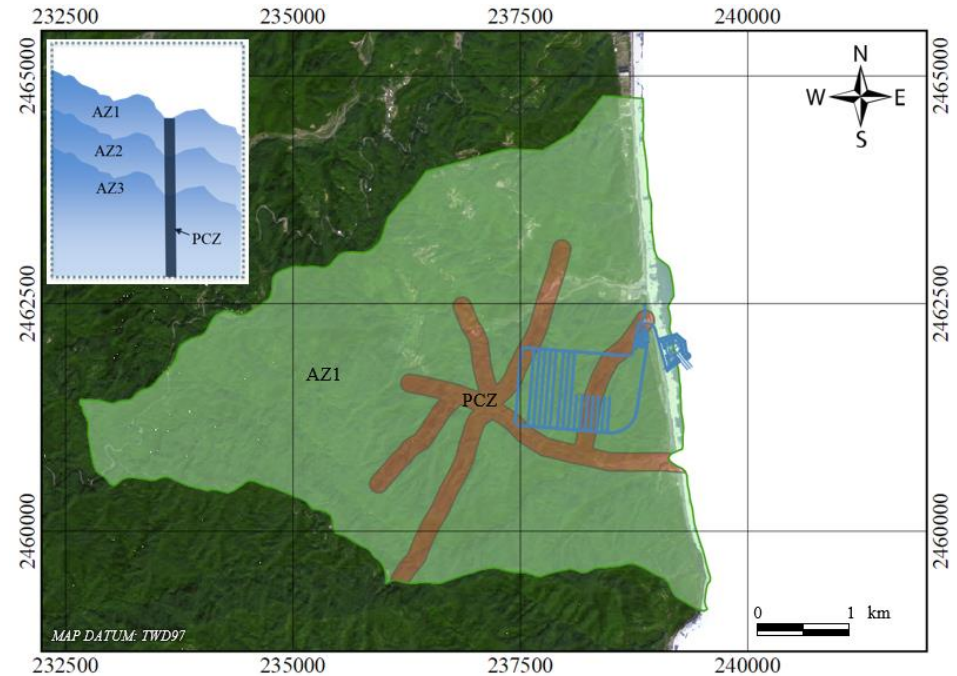 232500 235000 237500 240000
2465000 2465000
N
W E
S
AZ1
AZ2
AZ3
PCZ
2462500 2462500
AZ1
PCZ
2460000 2460000
0 1 km
MAP DATUM: TWD97
232500 235000 237500 240000